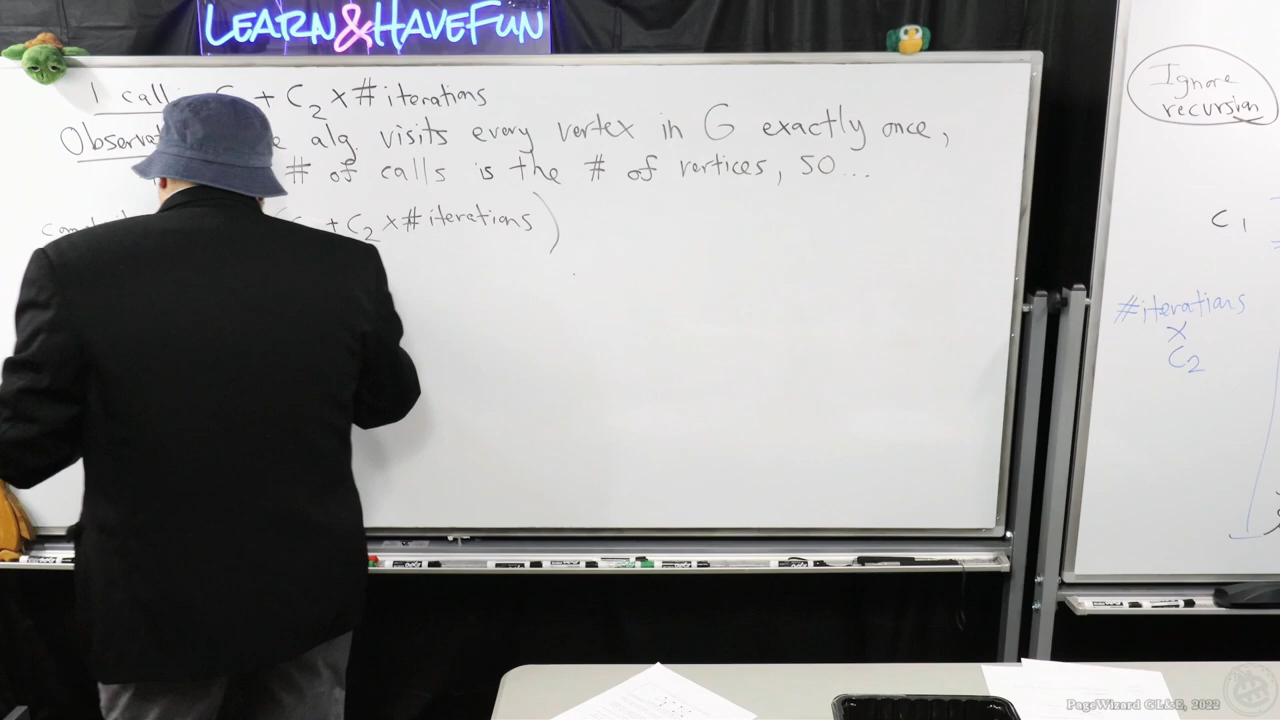 LEARN&HAVEFUN
1 call + C2 x # iterations
alg. visits every vertex in G exactly once,
# of calls is the # of vertices, so...
+ C2 x # iterations )
Ignore
recursion
C1
# iterations
x
C2
PageWizard GL&E, 2022